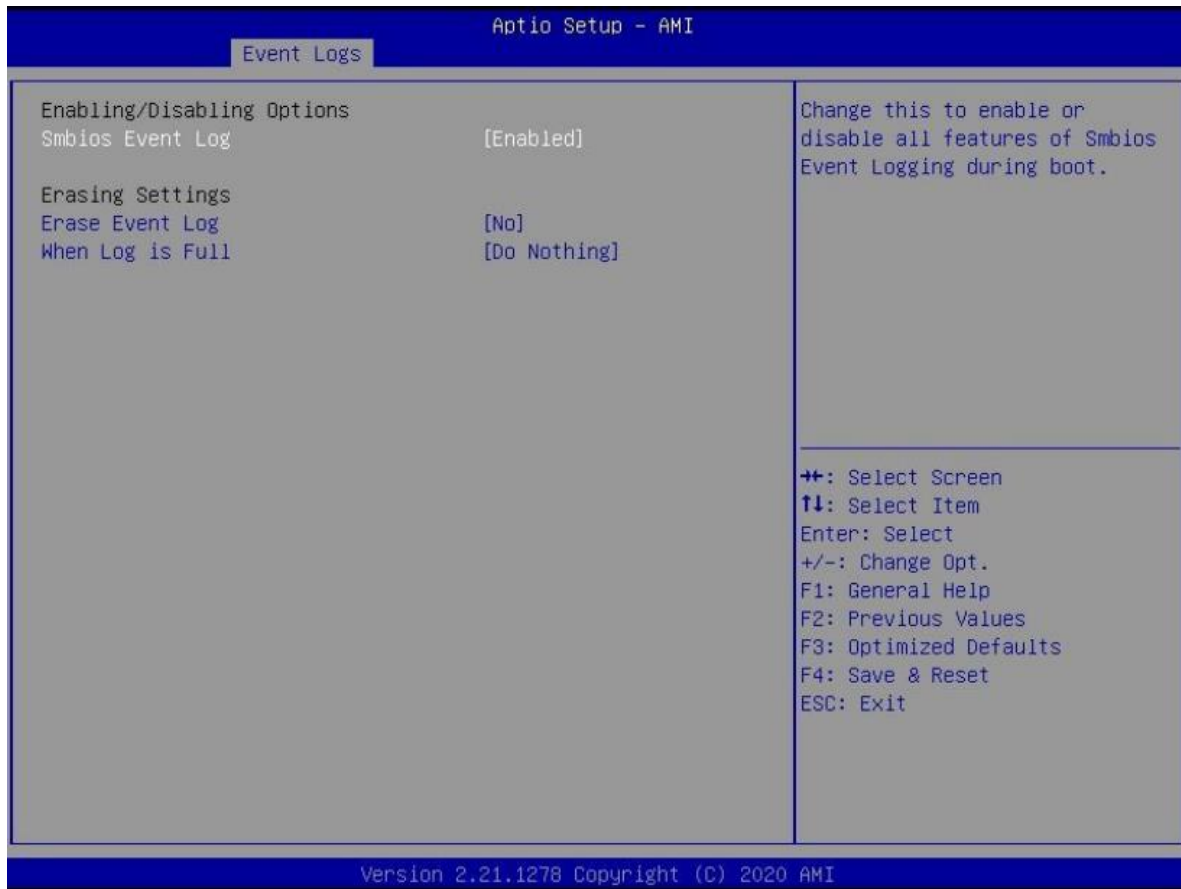 Aptio Setup - AMI
Event Logs
Enabling/Disabling Options
Smbios Event Log [Enabled]
Erasing Settings
Erase Event Log [No]
When Log is Full [Do Nothing]
Change this to enable or
disable all features of Smbios
Event Logging during boot.
→←: Select Screen
↑↓: Select Item
Enter: Select
+/-: Change Opt.
F1: General Help
F2: Previous Values
F3: Optimized Defaults
F4: Save & Reset
ESC: Exit
Version 2.21.1278 Copyright (C) 2020 AMI